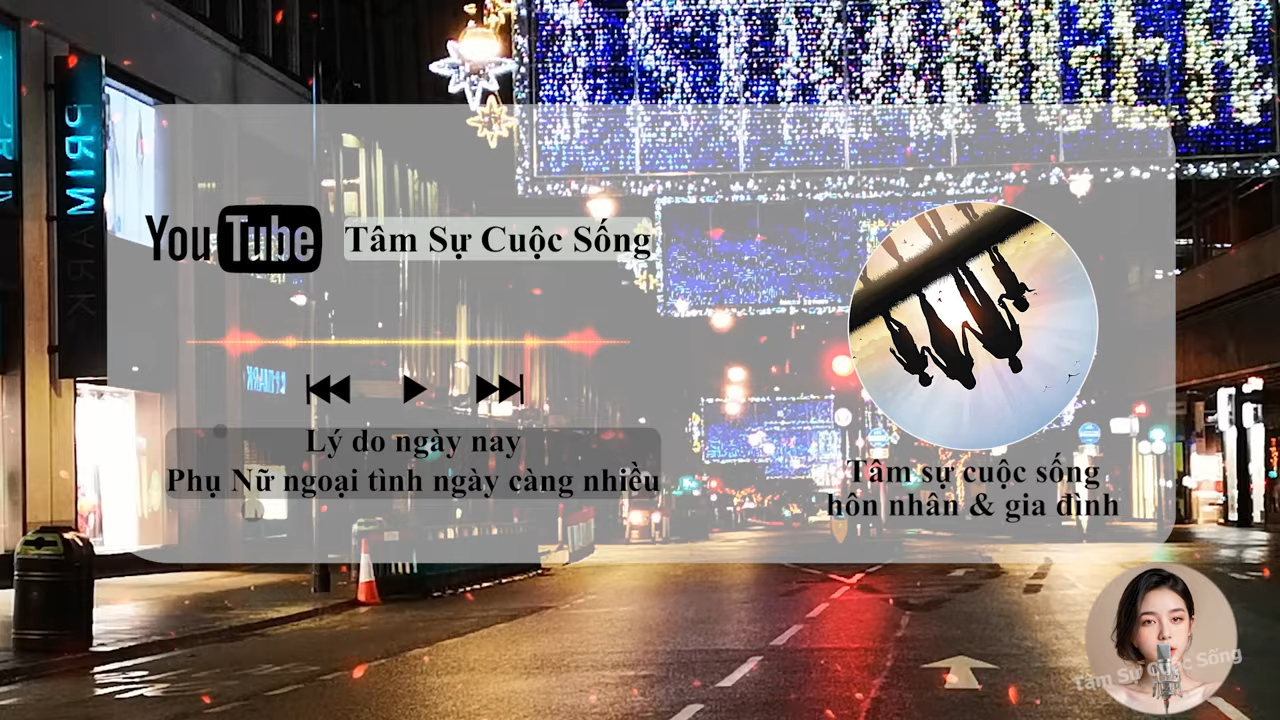 YouTube
Tâm Sự Cuộc Sống
Lý do ngày nay
Phụ Nữ ngoại tình ngày càng nhiều
Tâm sự cuộc sống
hôn nhân & gia đình
Tâm Sự Cuộc Sống